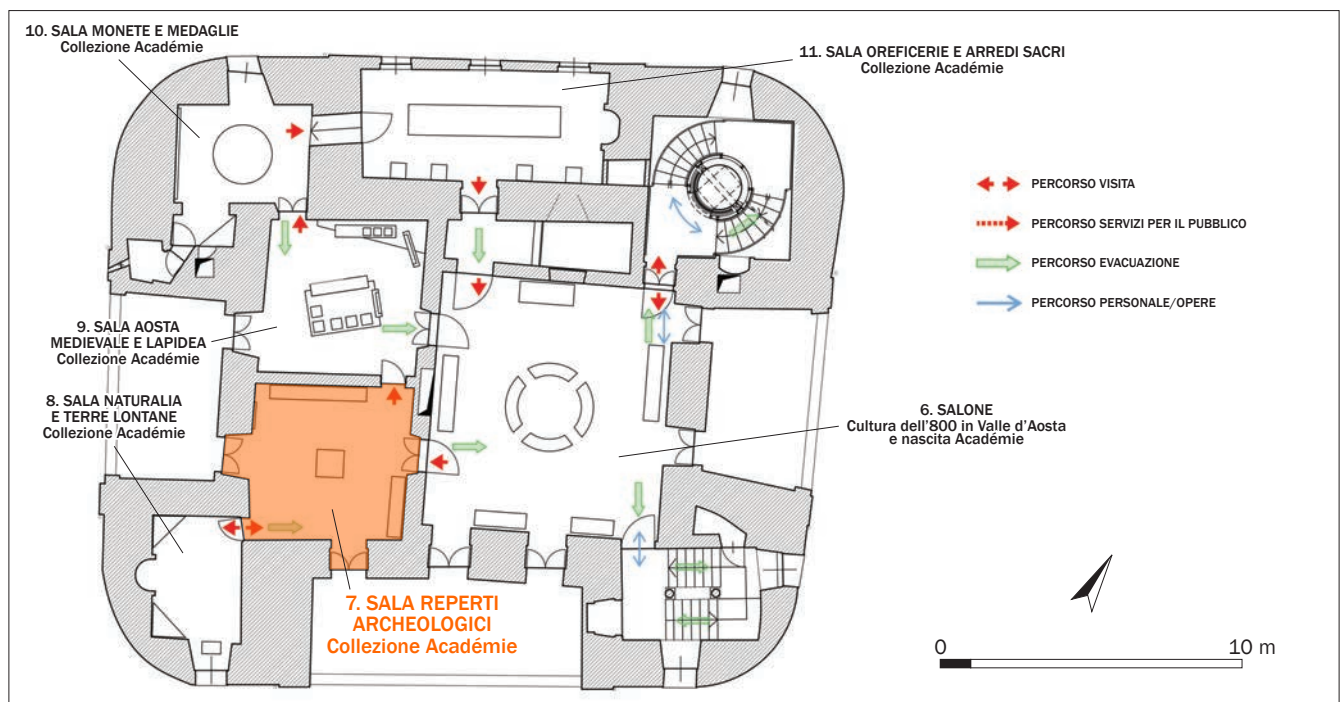 10. SALA MONETE E MEDAGLIE
Collezione Académie
11. SALA OREFICERIE E ARREDI SACRI
Collezione Académie
PERCORSO VISITA
PERCORSO SERVIZI PER IL PUBBLICO
PERCORSO EVACUAZIONE
PERCORSO PERSONALE/OPERE
9. SALA AOSTA
MEDIEVALE E LAPIDEA
Collezione Académie
8. SALA NATURALIA
E TERRE LONTANE
Collezione Académie
6. SALONE
Cultura dell'800 in Valle d'Aosta
e nascita Académie
7. SALA REPERTI
ARCHEOLOGICI
Collezione Académie
0
10 m